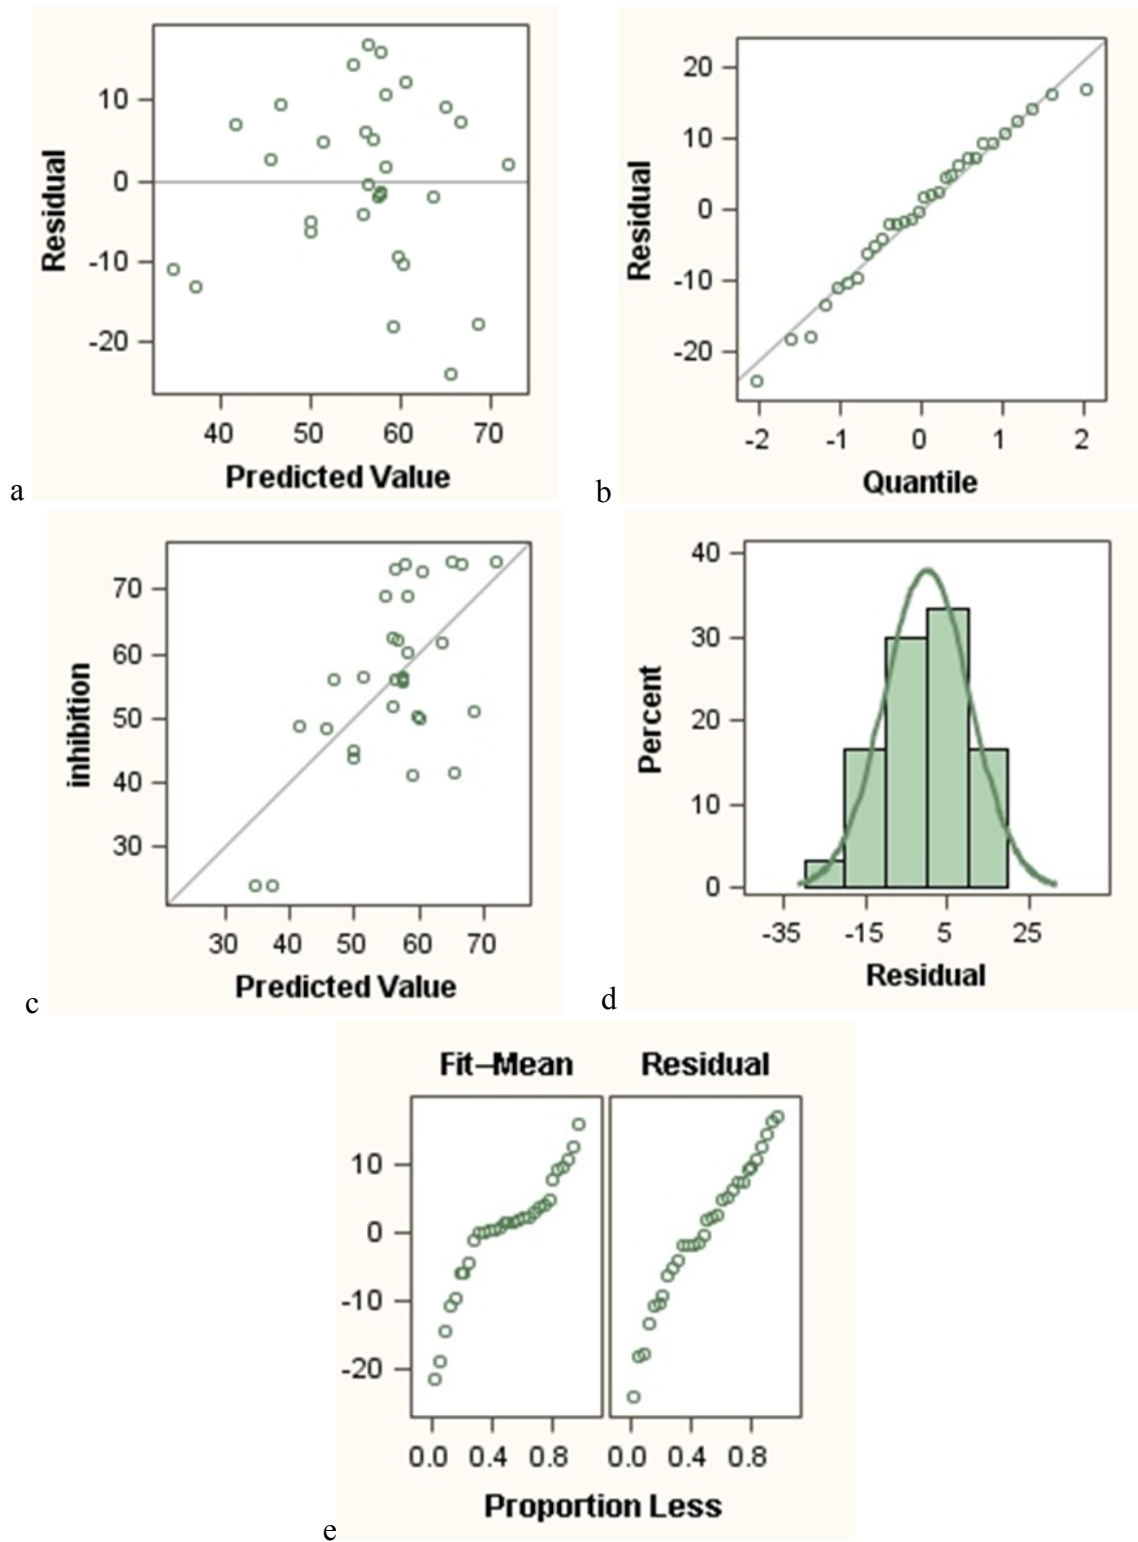 10
0
-10
-20
Residual
40 50 60 70
Predicted Value
a
20
10
0
-10
-20
Residual
-2 -1 0 1 2
Quantile
b
70
60
50
40
30
inhibition
30 40 50 60 70
Predicted Value
c
40
30
20
10
0
Percent
-35 -15 5 25
Residual
d
Fit–Mean Residual
10
0
-10
-20
0.0 0.4 0.8 0.0 0.4 0.8
Proportion Less
e